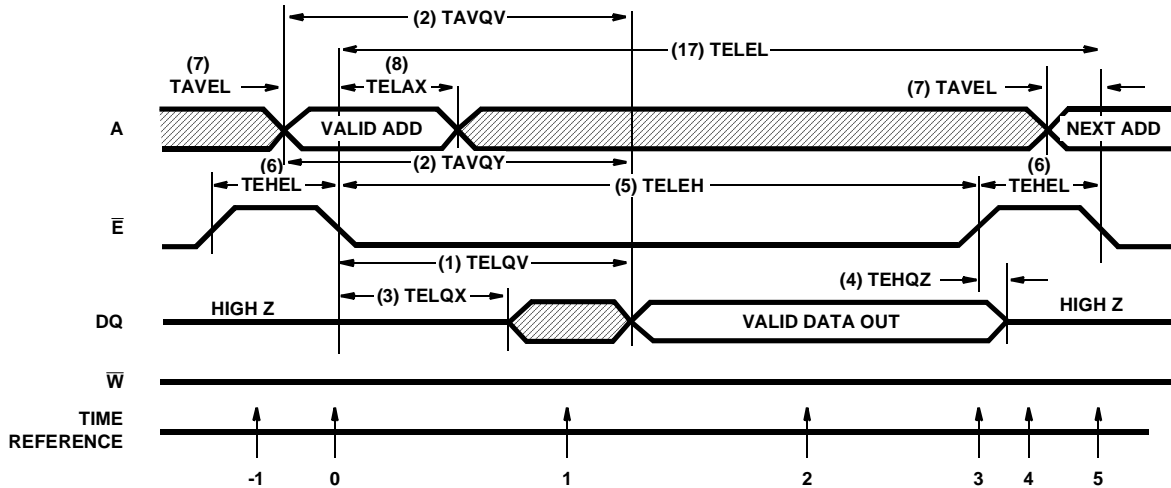 (2) TAVQV
(17) TELEL
(7)
TAVEL
(8)
TELAX
(7) TAVEL
A
VALID ADD
NEXT ADD
(2) TAVQY
(6)
TEHEL
(5) TELEH
(6)
TEHEL
E
(1) TELQV
(3) TELQX
(4) TEHQZ
HIGH Z
HIGH Z
DQ
VALID DATA OUT
W
TIME
REFERENCE
-1 0 1 2 3 4 5